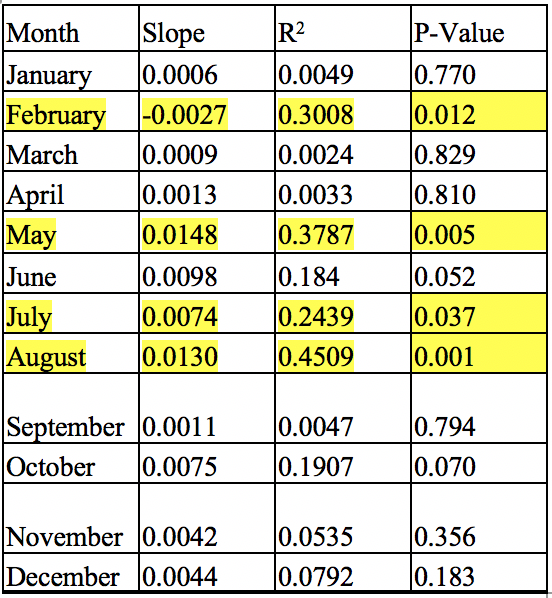 Month Slope R² P-Value
January 0.0006 0.0049 0.770
February -0.0027 0.3008 0.012
March 0.0009 0.0024 0.829
April 0.0013 0.0033 0.810
May 0.0148 0.3787 0.005
June 0.0098 0.184 0.052
July 0.0074 0.2439 0.037
August 0.0130 0.4509 0.001
September 0.0011 0.0047 0.794
October 0.0075 0.1907 0.070
November 0.0042 0.0535 0.356
December 0.0044 0.0792 0.183